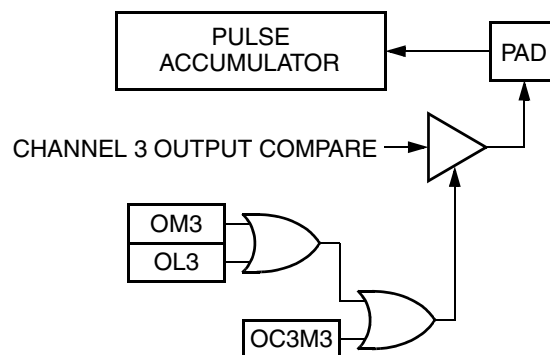 PULSE
ACCUMULATOR
PAD
CHANNEL 3 OUTPUT COMPARE
OM3
OL3
OC3M3